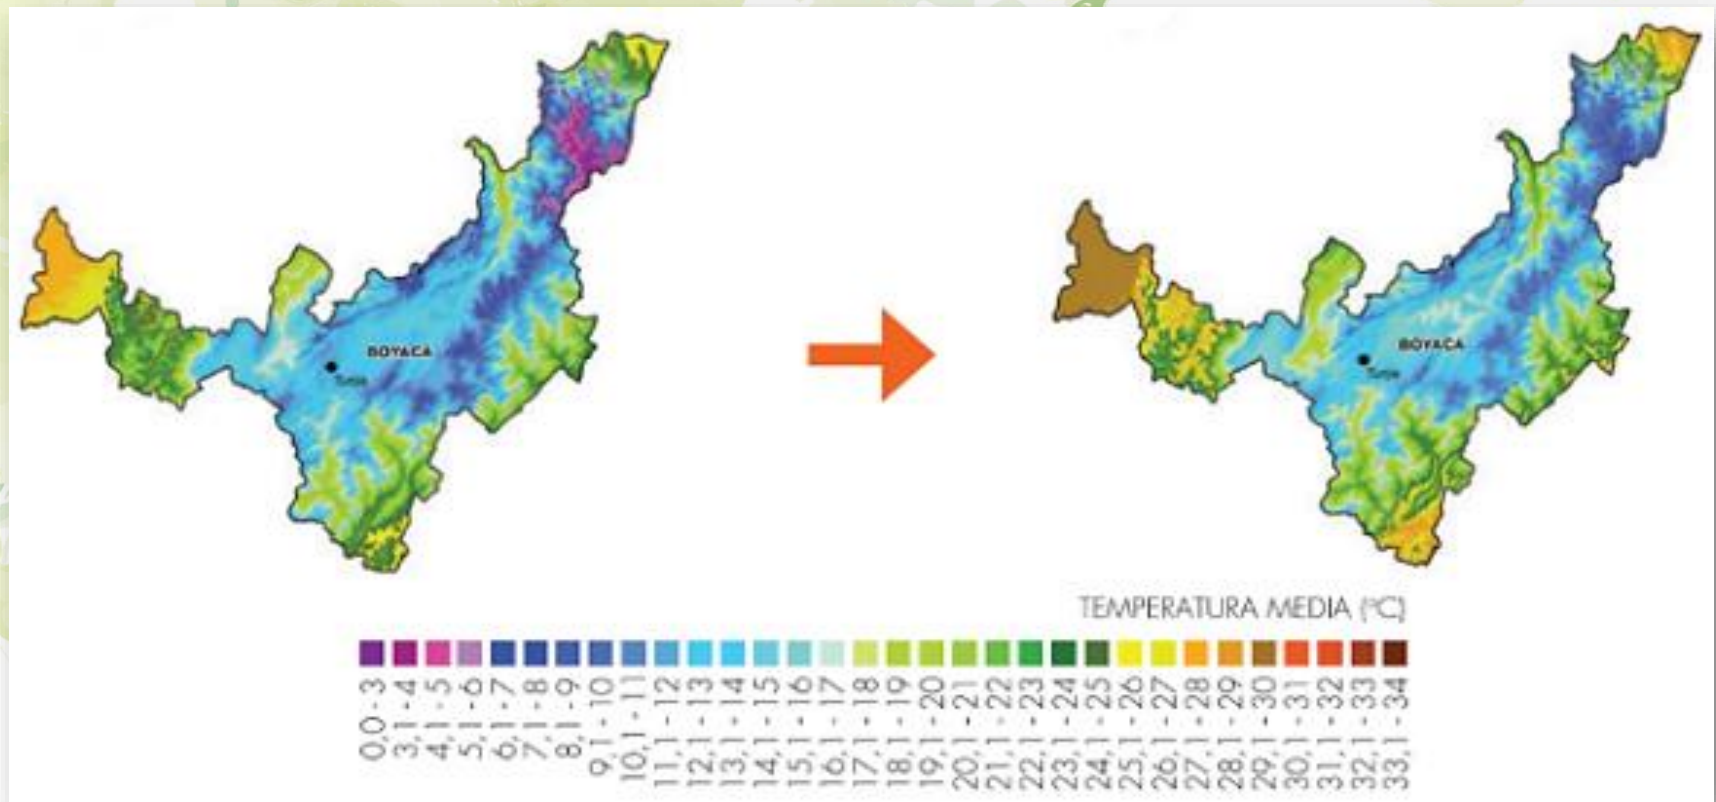 BOYACA
Tunja
BOYACA
Tunja
TEMPERATURA MEDIA (°C)
0,0 - 3
3,1 - 4
4,1 - 5
5,1 - 6
6,1 - 7
7,1 - 8
8,1 - 9
9,1 - 10
10,1 - 11
11,1 - 12
12,1 - 13
13,1 - 14
14,1 - 15
15,1 - 16
16,1 - 17
17,1 - 18
18,1 - 19
19,1 - 20
20,1 - 21
21,1 - 22
22,1 - 23
23,1 - 24
24,1 - 25
25,1 - 26
26,1 - 27
27,1 - 28
28,1 - 29
29,1 - 30
30,1 - 31
31,1 - 32
32,1 - 33
33,1 - 34